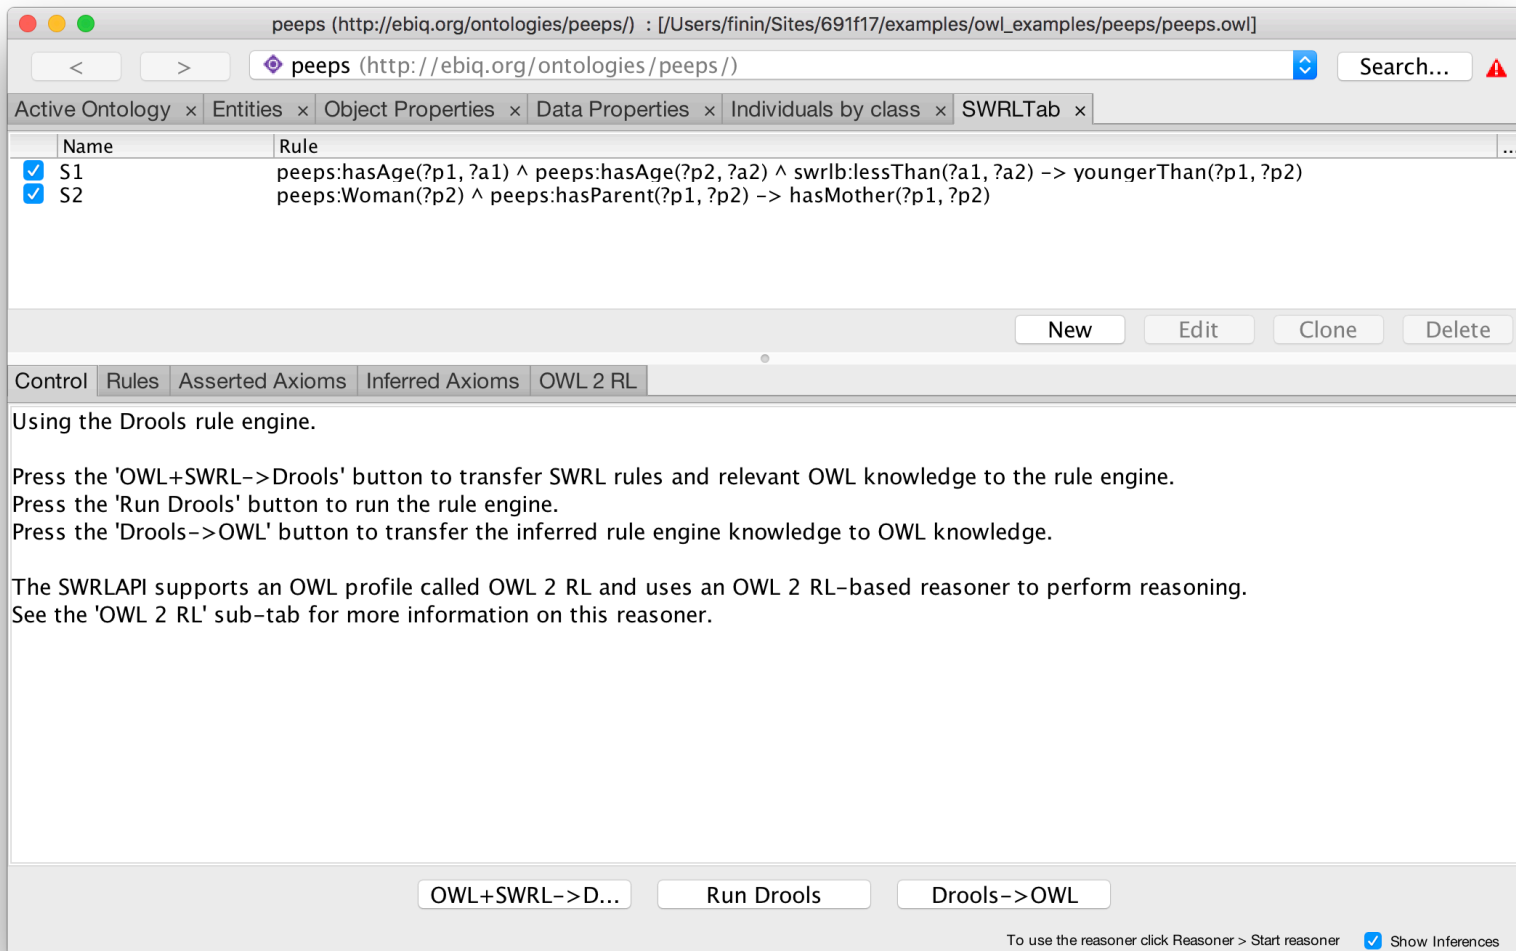 peeps (http://ebiq.org/ontologies/peeps/) : [/Users/finin/Sites/691f17/examples/owl_examples/peeps/peeps.owl]
< > peeps (http://ebiq.org/ontologies/peeps/) Search...
Active Ontology × Entities × Object Properties × Data Properties × Individuals by class × SWRLTab ×
Name Rule ...
S1 peeps:hasAge(?p1, ?a1) ^ peeps:hasAge(?p2, ?a2) ^ swrlb:lessThan(?a1, ?a2) -> youngerThan(?p1, ?p2)
S2 peeps:Woman(?p2) ^ peeps:hasParent(?p1, ?p2) -> hasMother(?p1, ?p2)
New Edit Clone Delete
Control Rules Asserted Axioms Inferred Axioms OWL 2 RL
Using the Drools rule engine.
Press the 'OWL+SWRL->Drools' button to transfer SWRL rules and relevant OWL knowledge to the rule engine.
Press the 'Run Drools' button to run the rule engine.
Press the 'Drools->OWL' button to transfer the inferred rule engine knowledge to OWL knowledge.
The SWRLAPI supports an OWL profile called OWL 2 RL and uses an OWL 2 RL-based reasoner to perform reasoning.
See the 'OWL 2 RL' sub-tab for more information on this reasoner.
OWL+SWRL->D... Run Drools Drools->OWL
To use the reasoner click Reasoner > Start reasoner Show Inferences